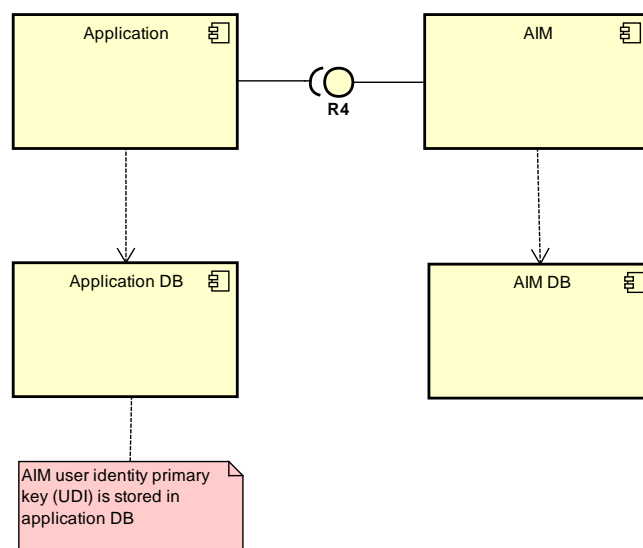 Application
AIM
R4
Application DB
AIM DB
AIM user identity primary
key (UDI) is stored in
application DB